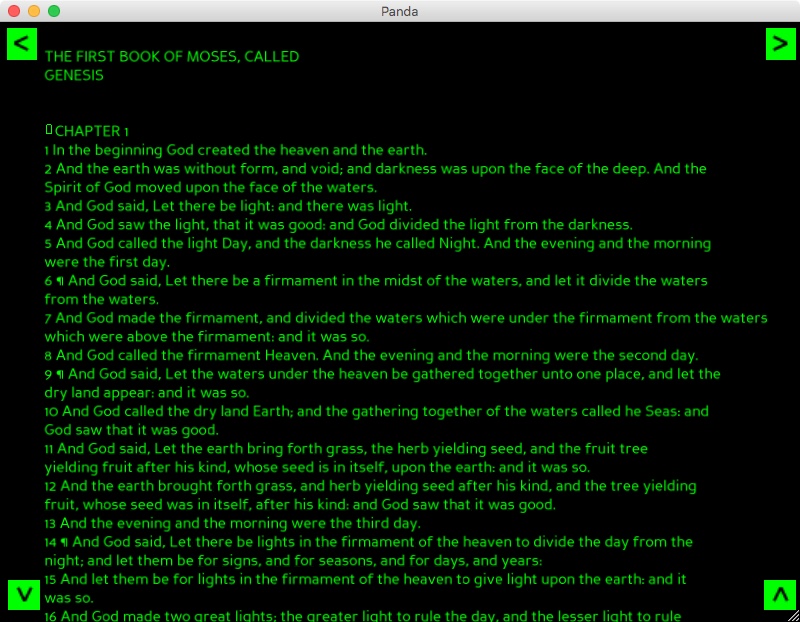 Panda
< >
THE FIRST BOOK OF MOSES, CALLED
GENESIS
CHAPTER 1
1 In the beginning God created the heaven and the earth.
2 And the earth was without form, and void; and darkness was upon the face of the deep. And the
Spirit of God moved upon the face of the waters.
3 And God said, Let there be light: and there was light.
4 And God saw the light, that it was good: and God divided the light from the darkness.
5 And God called the light Day, and the darkness he called Night. And the evening and the morning
were the first day.
6 ¶ And God said, Let there be a firmament in the midst of the waters, and let it divide the waters
from the waters.
7 And God made the firmament, and divided the waters which were under the firmament from the waters
which were above the firmament: and it was so.
8 And God called the firmament Heaven. And the evening and the morning were the second day.
9 ¶ And God said, Let the waters under the heaven be gathered together unto one place, and let the
dry land appear: and it was so.
10 And God called the dry land Earth; and the gathering together of the waters called he Seas: and
God saw that it was good.
11 And God said, Let the earth bring forth grass, the herb yielding seed, and the fruit tree
yielding fruit after his kind, whose seed is in itself, upon the earth: and it was so.
12 And the earth brought forth grass, and herb yielding seed after his kind, and the tree yielding
fruit, whose seed was in itself, after his kind: and God saw that it was good.
13 And the evening and the morning were the third day.
14 ¶ And God said, Let there be lights in the firmament of the heaven to divide the day from the
night; and let them be for signs, and for seasons, and for days, and years:
15 And let them be for lights in the firmament of the heaven to give light upon the earth: and it
was so.
16 And God made two great lights; the greater light to rule the day, and the lesser light to rule